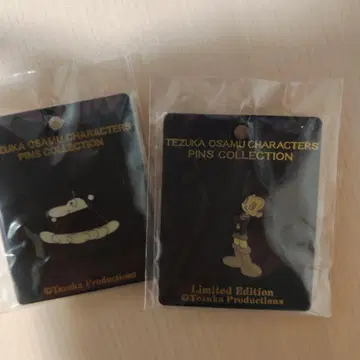 TEZUKA OSAMU CHARACTERS
PINS COLLECTION
©Tezuka Productions
TEZUKA OSAMU CHARACTERS
PINS COLLECTION
Limited Edition
©Tezuka Productions